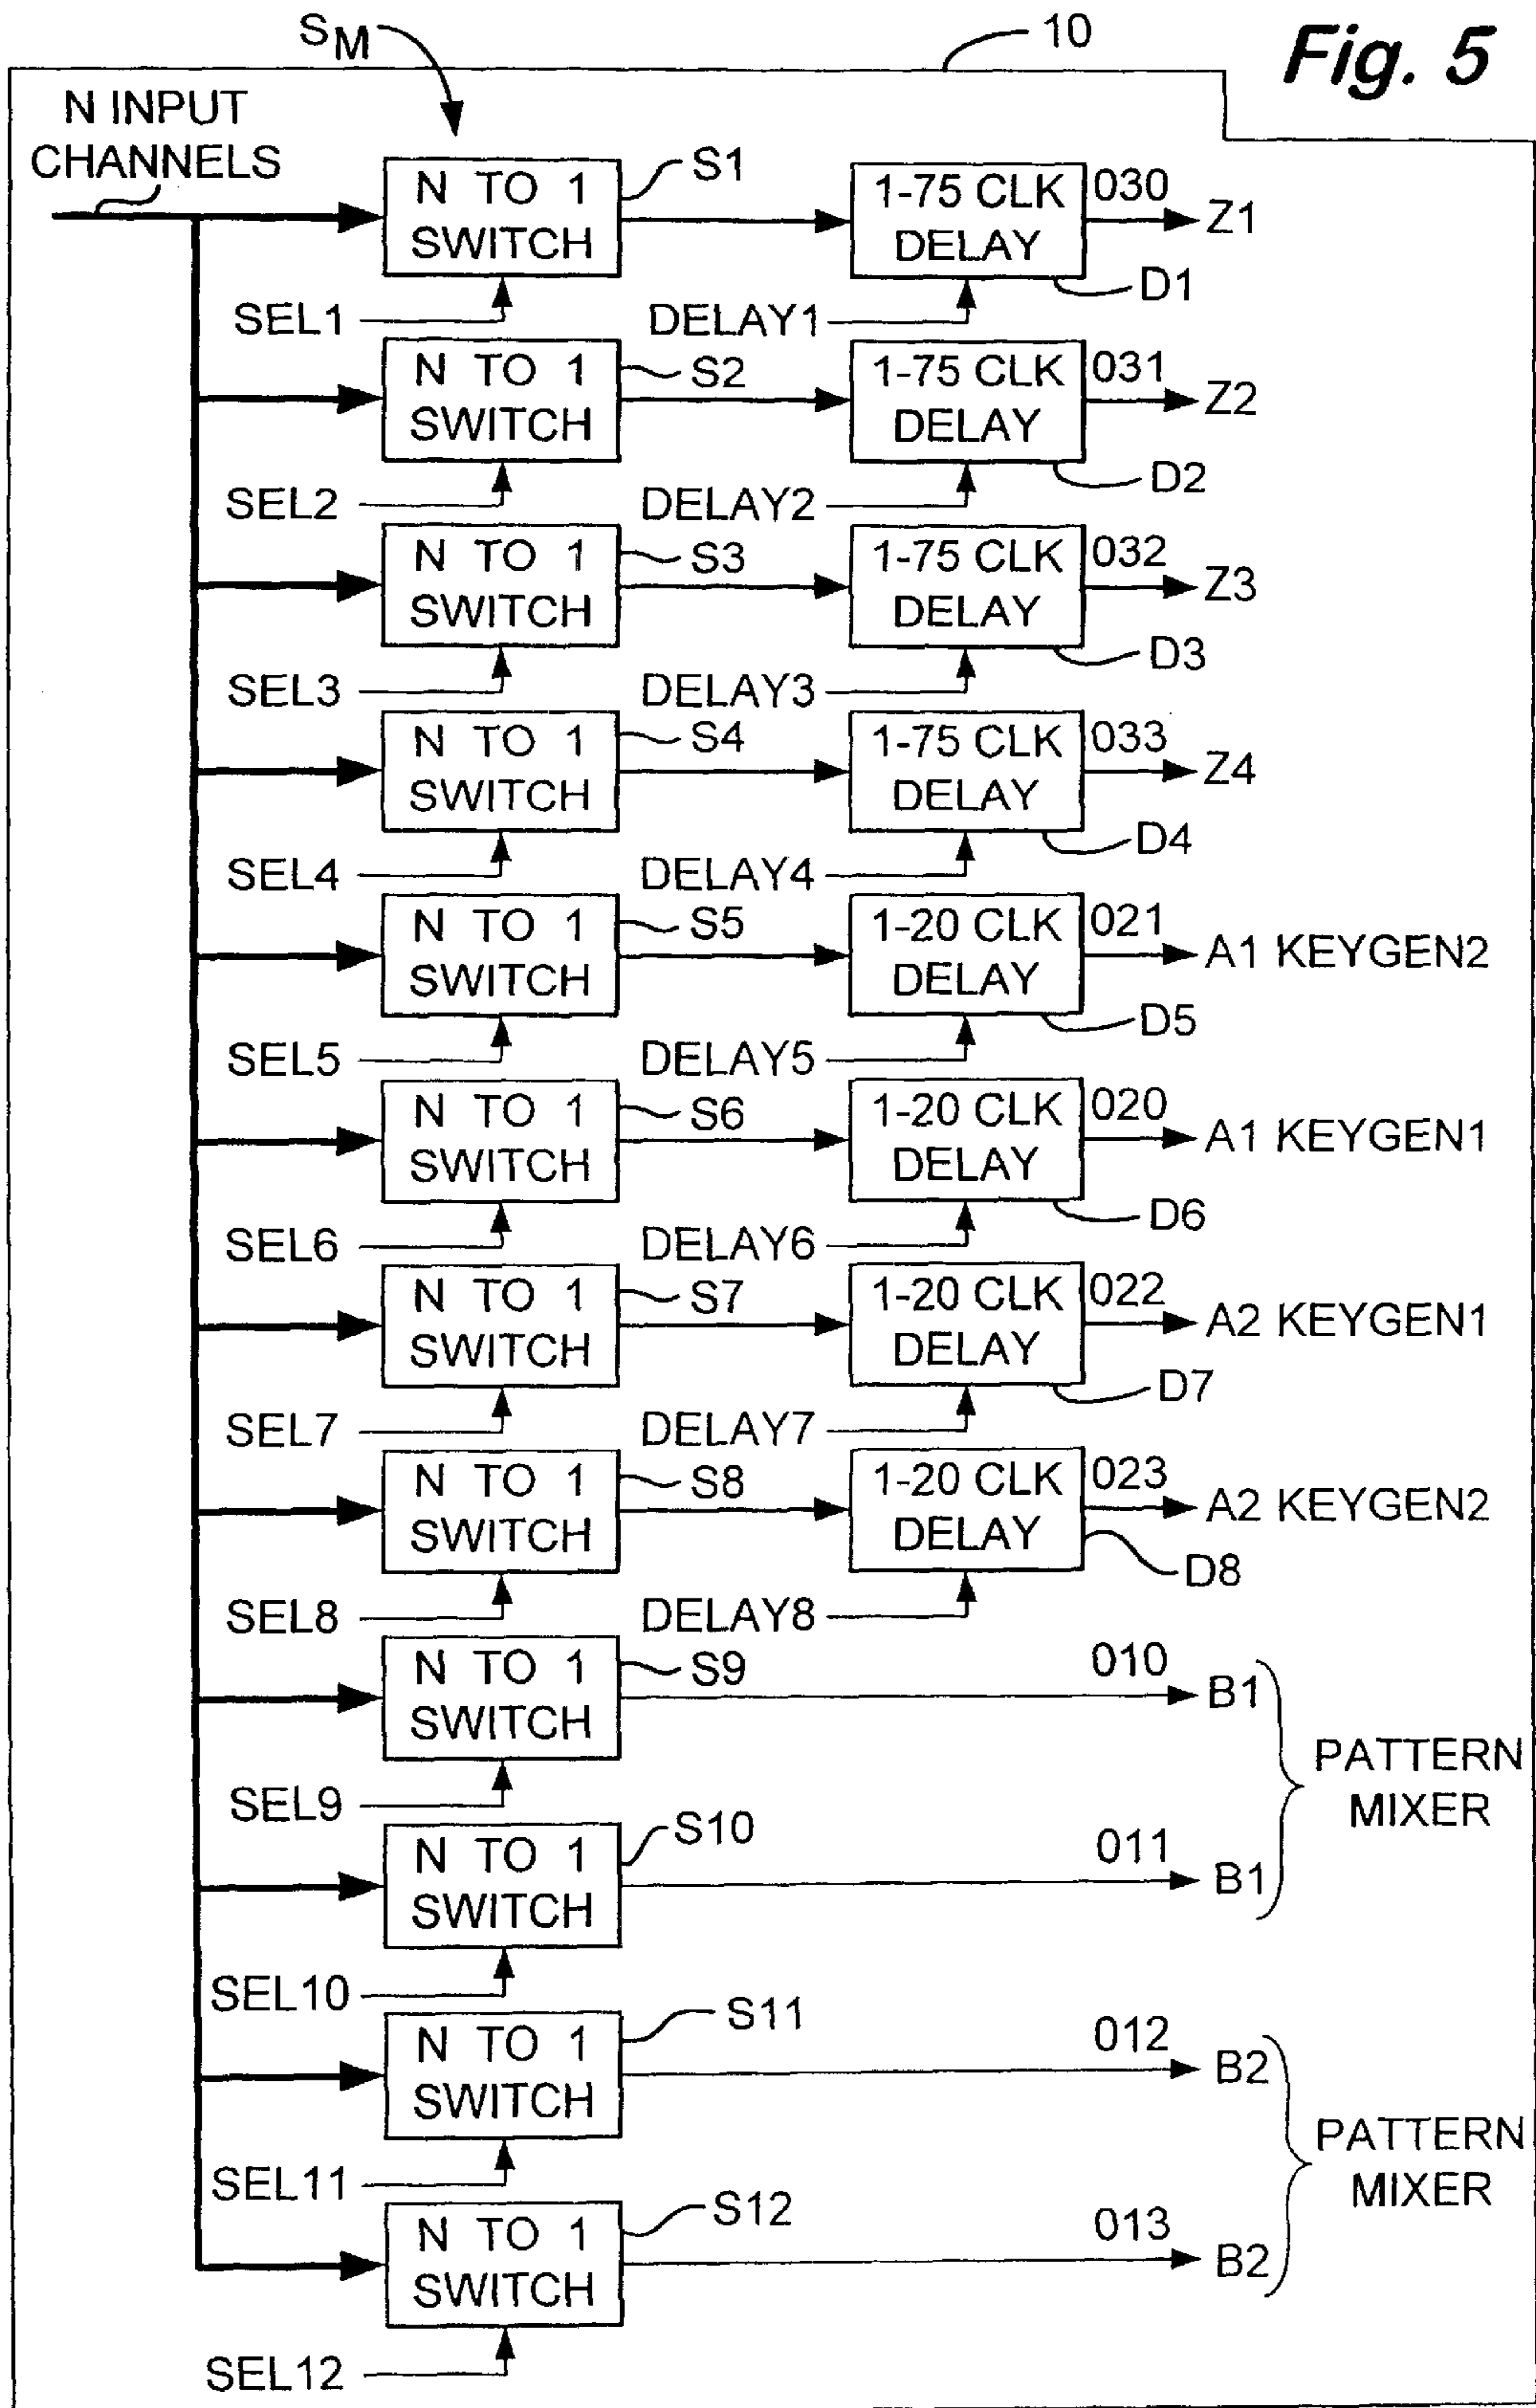 Fig. 5
SM
10
N INPUT
CHANNELS
N TO 1
SWITCH
S1
1-75 CLK
DELAY
030
Z1
D1
SEL1
DELAY1
N TO 1
SWITCH
S2
1-75 CLK
DELAY
031
Z2
D2
SEL2
DELAY2
N TO 1
SWITCH
S3
1-75 CLK
DELAY
032
Z3
D3
SEL3
DELAY3
N TO 1
SWITCH
S4
1-75 CLK
DELAY
033
Z4
D4
SEL4
DELAY4
N TO 1
SWITCH
S5
1-20 CLK
DELAY
021
A1 KEYGEN2
D5
SEL5
DELAY5
N TO 1
SWITCH
S6
1-20 CLK
DELAY
020
A1 KEYGEN1
D6
SEL6
DELAY6
N TO 1
SWITCH
S7
1-20 CLK
DELAY
022
A2 KEYGEN1
D7
SEL7
DELAY7
N TO 1
SWITCH
S8
1-20 CLK
DELAY
023
A2 KEYGEN2
D8
SEL8
DELAY8
N TO 1
SWITCH
S9
010
B1
SEL9
PATTERN
MIXER
N TO 1
SWITCH
S10
011
B1
SEL10
N TO 1
SWITCH
S11
012
B2
SEL11
PATTERN
MIXER
N TO 1
SWITCH
S12
013
B2
SEL12